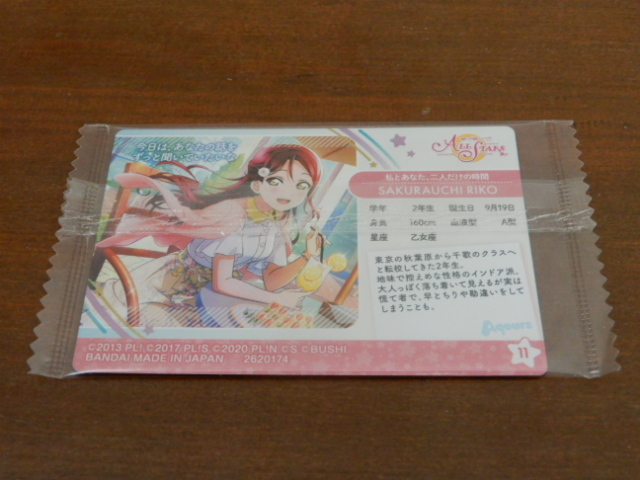 今日は、あなたの話を
ずっと聞いていたいな
ALL STARS
私とあなた、二人だけの時間
SAKURAUCHI RIKO
学年 2年生 誕生日 9月19日
身長 160cm 血液型 A型
星座 乙女座
東京の秋葉原から千歌のクラスへ
と転校してきた2年生。
地味で控えめな性格のインドア派。
大人っぽく落ち着いて見えるが実は
慌て者で、早とちりや勘違いをして
しまうことも。
Aqours
11
©2013 PL!,©2017 PL!S,©2020 PL!N,©S ©BUSHI
BANDAI MADE IN JAPAN 2620174